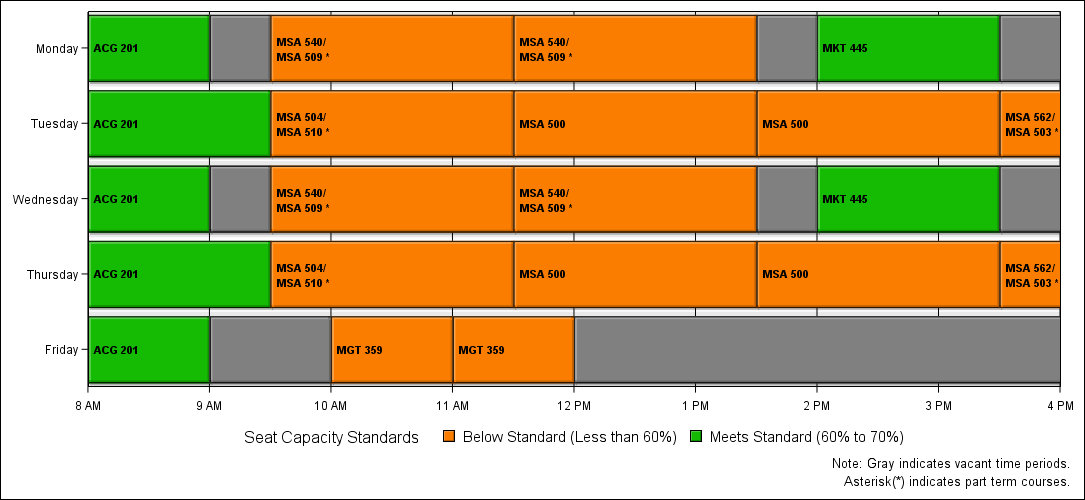 Monday
ACG 201
MSA 540/
MSA 509 *
MSA 540/
MSA 509 *
MKT 445
Tuesday
ACG 201
MSA 504/
MSA 510 *
MSA 500
MSA 500
MSA 562/
MSA 503 *
Wednesday
ACG 201
MSA 540/
MSA 509 *
MSA 540/
MSA 509 *
MKT 445
Thursday
ACG 201
MSA 504/
MSA 510 *
MSA 500
MSA 500
MSA 562/
MSA 503 *
Friday
ACG 201
MGT 359
MGT 359
8 AM 9 AM 10 AM 11 AM 12 PM 1 PM 2 PM 3 PM 4 PM
Seat Capacity Standards Below Standard (Less than 60%) Meets Standard (60% to 70%)
Note: Gray indicates vacant time periods.
Asterisk(*) indicates part term courses.